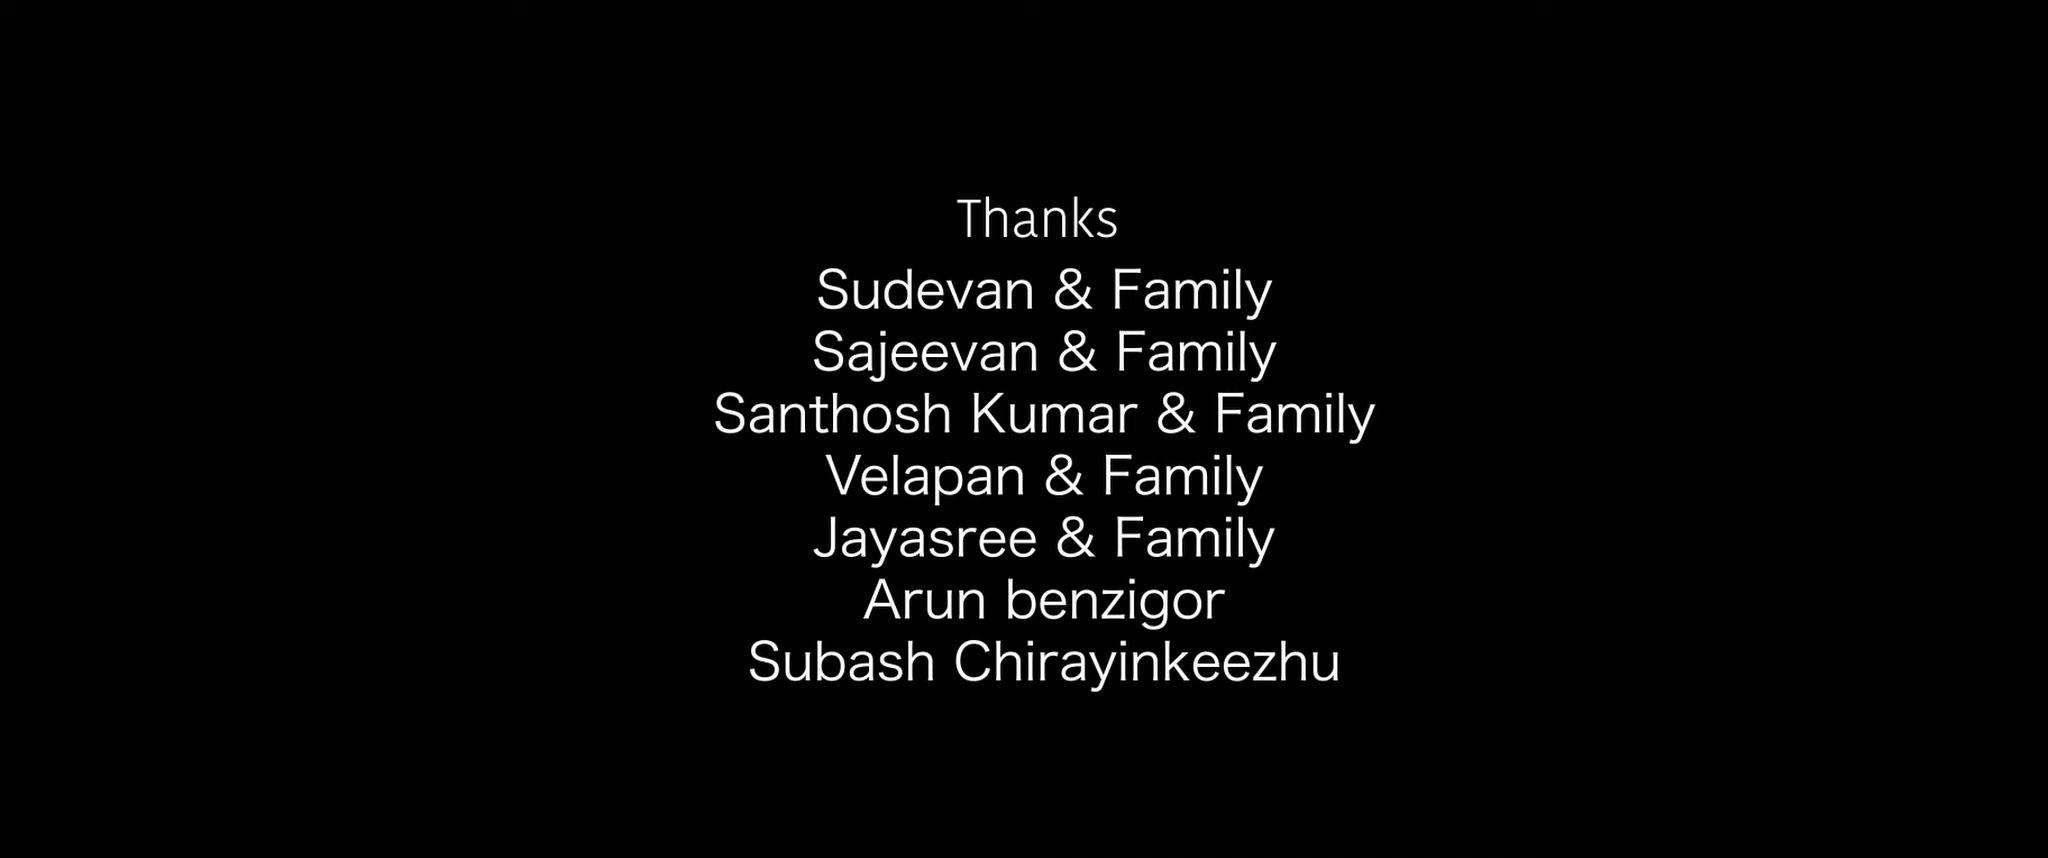 Thanks
Sudevan & Family
Sajeevan & Family
Santhosh Kumar & Family
Velapan & Family
Jayasree & Family
Arun benzigor
Subash Chirayinkeezhu